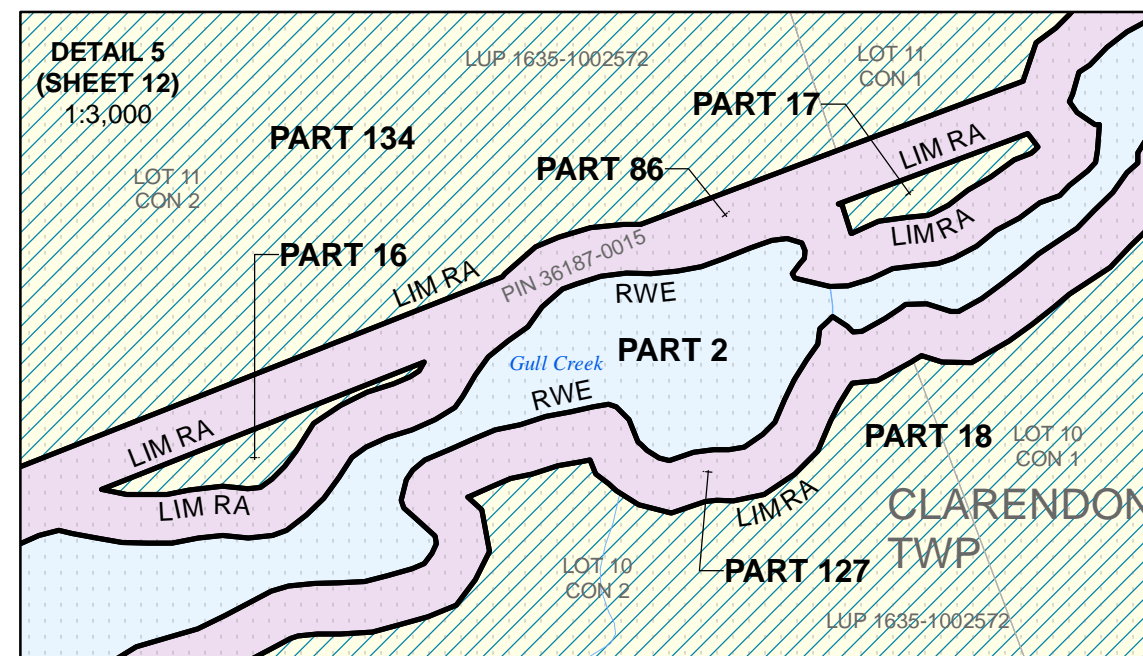 DETAIL 5
(SHEET 12)
1:3,000
LUP 1635-1002572
LOT 11
CON 1
PART 17
PART 134
LIM RA
PART 86
LOT 11
CON 2
LIM RA
PIN 36187-0015
PART 16
LIM RA
RWE
Gull Creek
PART 2
RWE
LIM RA
PART 18
LOT 10
CON 1
LIM RA
LIM RA
CLARENDON
TWP
LOT 10
CON 2
PART 127
LUP 1635-1002572